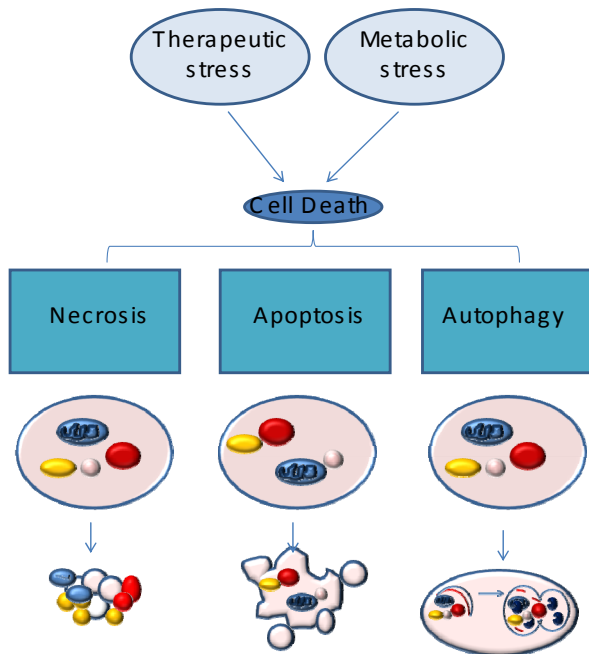 Therapeutic
stress
Metabolic
stress
Cell Death
Necrosis
Apoptosis
Autophagy